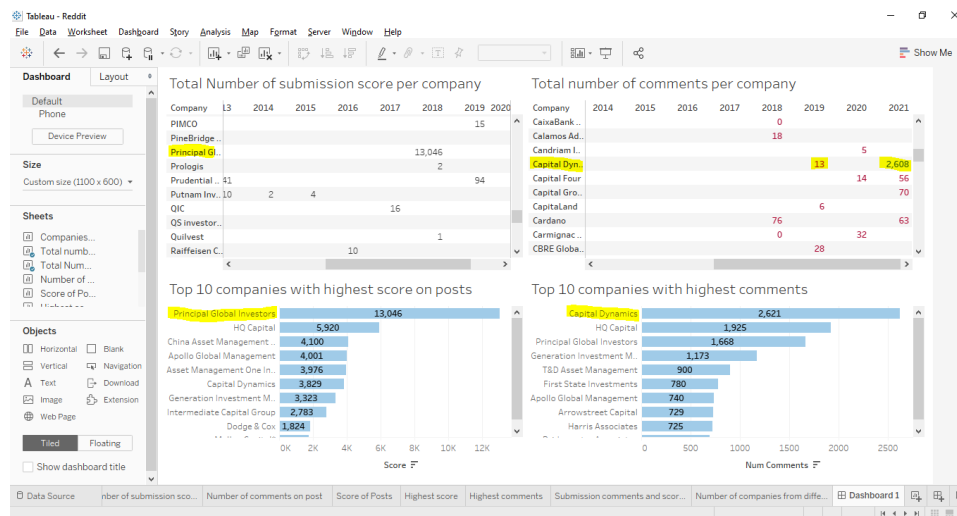 Tableau - Reddit
File Data Worksheet Dashboard Story Analysis Map Format Server Window Help
Show Me
Dashboard Layout
Default
Phone
Device Preview
Size
Custom size (1100 x 600)
Sheets
Companies...
Total numb...
Total Num...
Number of ...
Score of Po...
Objects
Horizontal Blank
Vertical Navigation
Text Download
Image Extension
Web Page
Tiled Floating
Show dashboard title
Total Number of submission score per company
Company 13 2014 2015 2016 2017 2018 2019 2020
PIMCO 15
PineBridge ..
Principal Gl.. 13,046
Prologis 2
Prudential .. 41 94
Putnam Inv.. 10 2 4
QIC 16
QS investor..
Quilvest 1
Raiffeisen C.. 10
Total number of comments per company
Company 2014 2015 2016 2017 2018 2019 2020 2021
CaixaBank .. 0
Calamos Ad.. 18
Candriam I.. 5
Capital Dyn.. 13 2,608
Capital Four 14 56
Capital Gro.. 70
CapitaLand 6
Cardano 76 63
Carmignac .. 0 32
CBRE Globa.. 28
Top 10 companies with highest score on posts
Principal Global Investors 13,046
HQ Capital 5,920
China Asset Management .. 4,100
Apollo Global Management 4,001
Asset Management One In.. 3,976
Capital Dynamics 3,829
Generation Investment M.. 3,323
Intermediate Capital Group 2,783
Dodge & Cox 1,824
0K 2K 4K 6K 8K 10K 12K
Score
Top 10 companies with highest comments
Capital Dynamics 2,621
HQ Capital 1,925
Principal Global Investors 1,668
Generation Investment M.. 1,173
T&D Asset Management 900
First State Investments 780
Apollo Global Management 740
Arrowstreet Capital 729
Harris Associates 725
0 500 1000 1500 2000 2500
Num Comments
Data Source nber of submission sco... Number of comments on post Score of Posts Highest score Highest comments Submission comments and scor... Number of companies from diffe... Dashboard 1